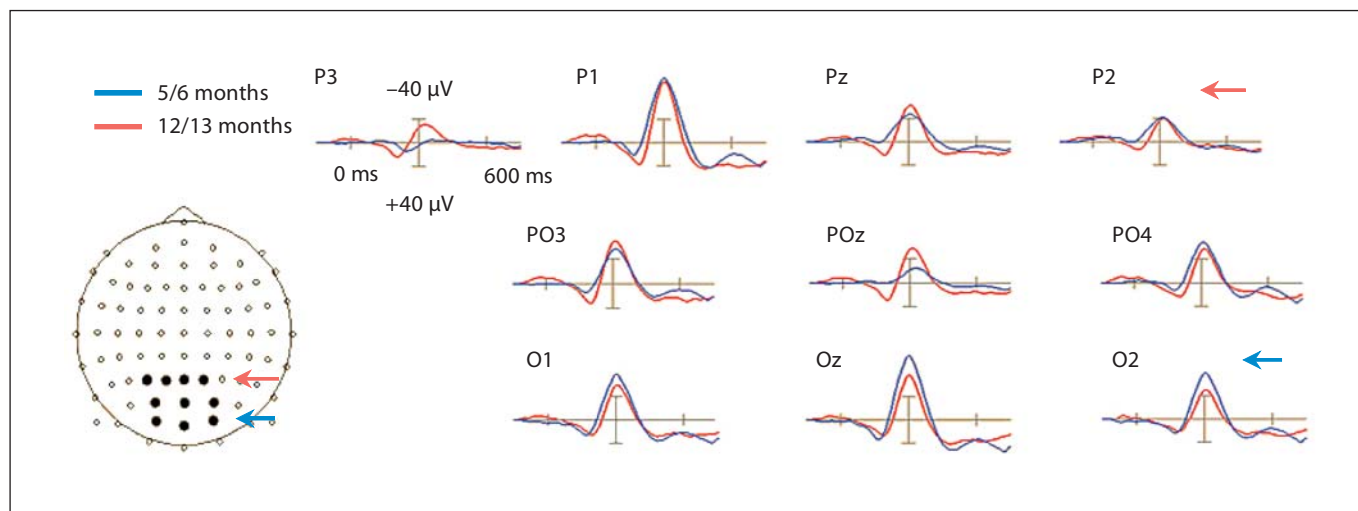 5/6 months
12/13 months
P3
–40 µV
0 ms
600 ms
+40 µV
P1
Pz
P2
PO3
POz
PO4
O1
Oz
O2